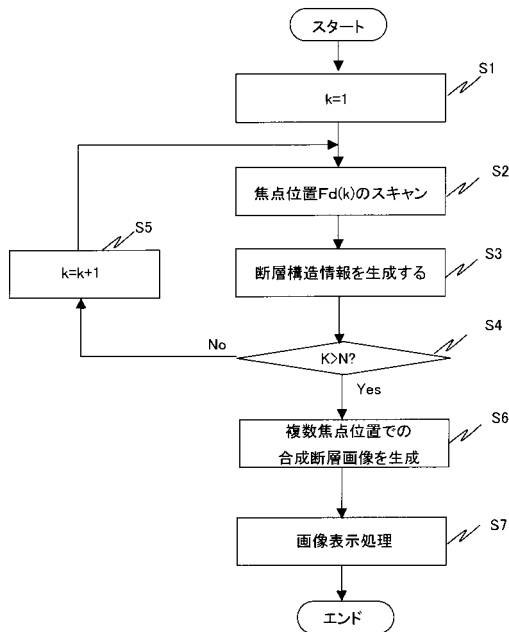 スタート
S1
k=1
S2
焦点位置Fd(k)のスキャン
S5
k=k+1
S3
断層構造情報を生成する
S4
No
K>N?
Yes
S6
複数焦点位置での
合成断層画像を生成
S7
画像表示処理
エンド